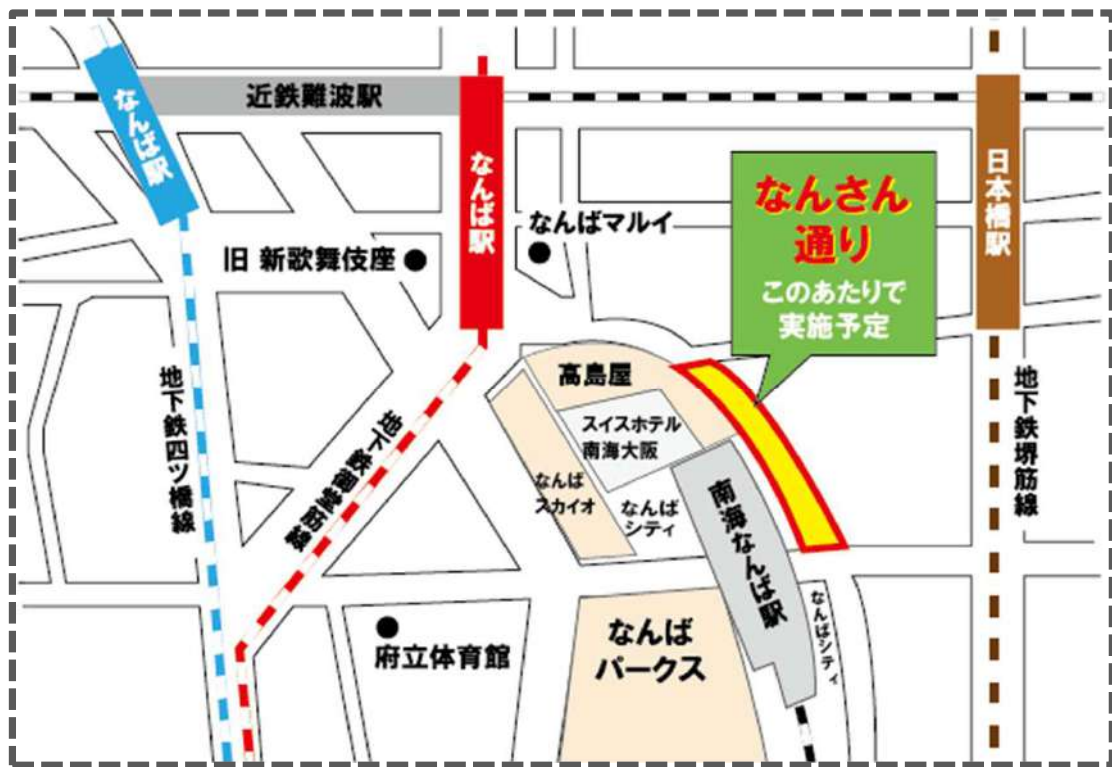 なんば駅
近鉄難波駅
なんば駅
日本橋駅
なんさん
通り
このあたりで
実施予定
なんばマルイ
旧 新歌舞伎座
高島屋
スイスホテル
南海大阪
なんば
スカイオ
なんば
シティ
南海なんば駅
地下鉄四ツ橋線
地下鉄御堂筋線
地下鉄堺筋線
府立体育館
なんば
パークス
なんばシティ